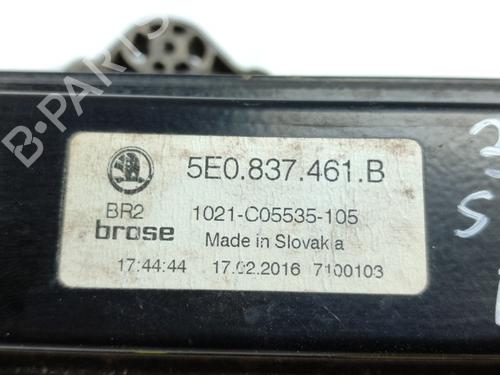 B-Parts
5E0.837.461.B
BR2
1021-C05535-105
brose
Made in Slovakia
17:44:44 17.02.2016 7100103
S